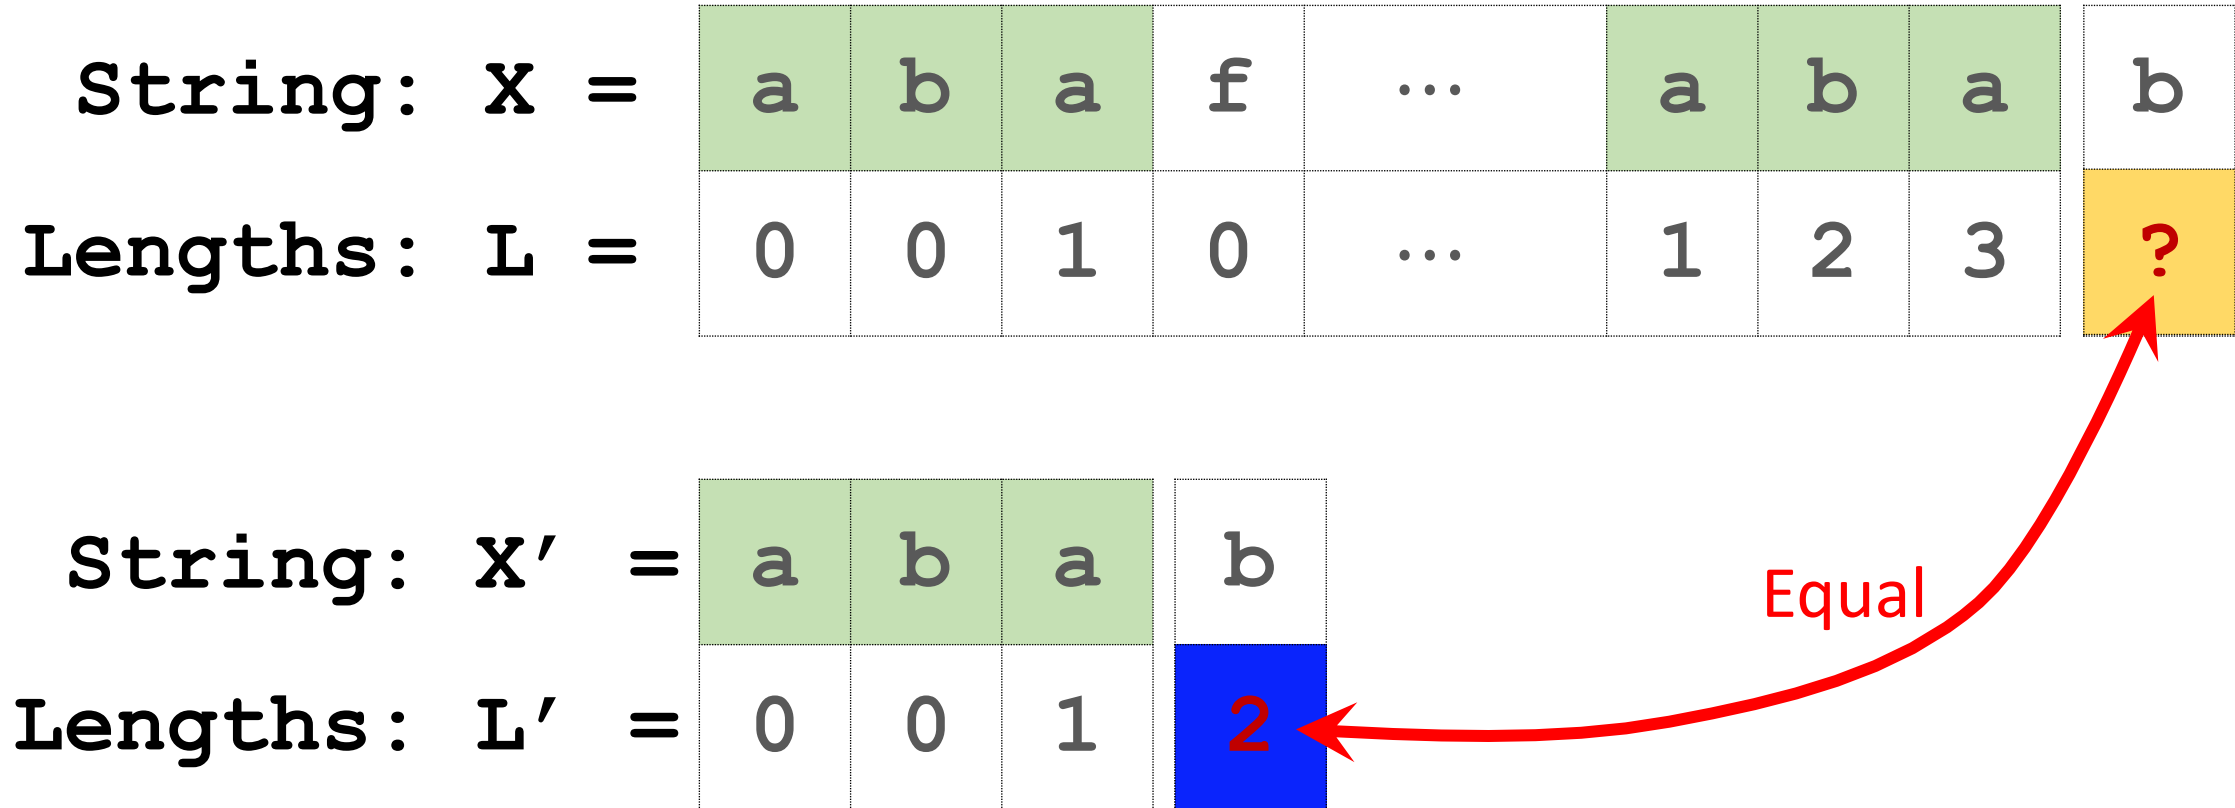 String: X = a b a f … a b a b
Lengths: L = 0 0 1 0 … 1 2 3 ?
String: X′ = a b a b
Equal
Lengths: L′ = 0 0 1 2